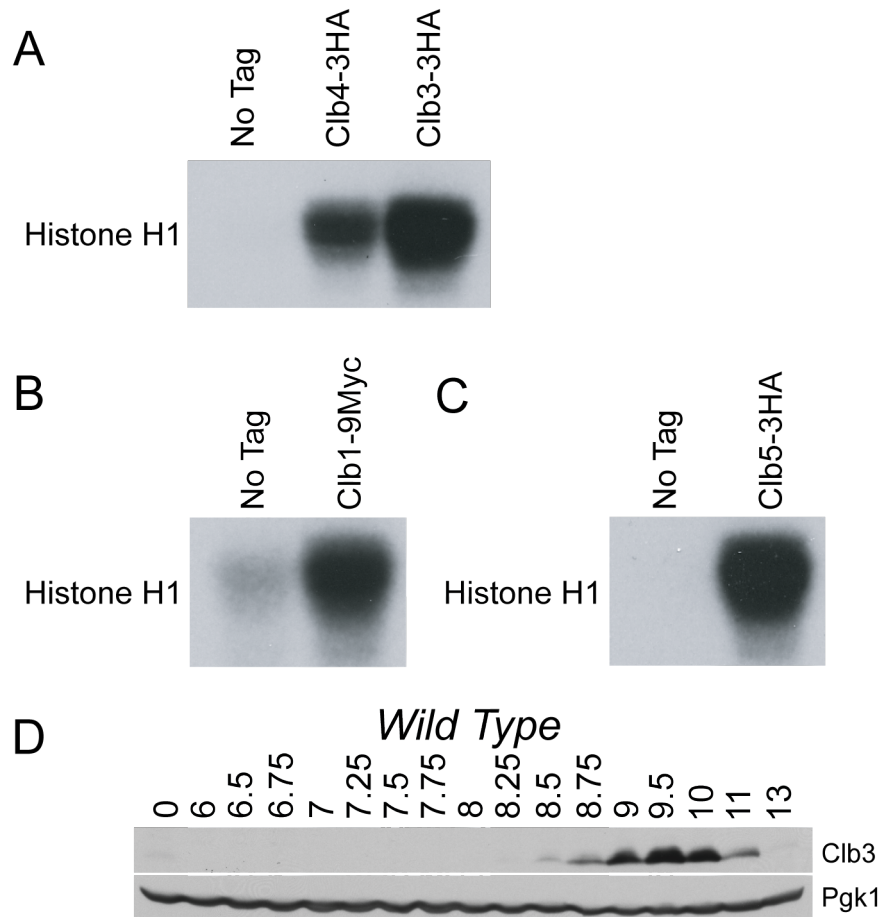 A
No Tag
Clb4-3HA
Clb3-3HA
Histone H1
B
No Tag
Clb1-9Myc
Histone H1
C
No Tag
Clb5-3HA
Histone H1
D
Wild Type
0 6 6.5 6.75 7 7.25 7.5 7.75 8 8.25 8.5 8.75 9 9.5 10 11 13
Clb3
Pgk1